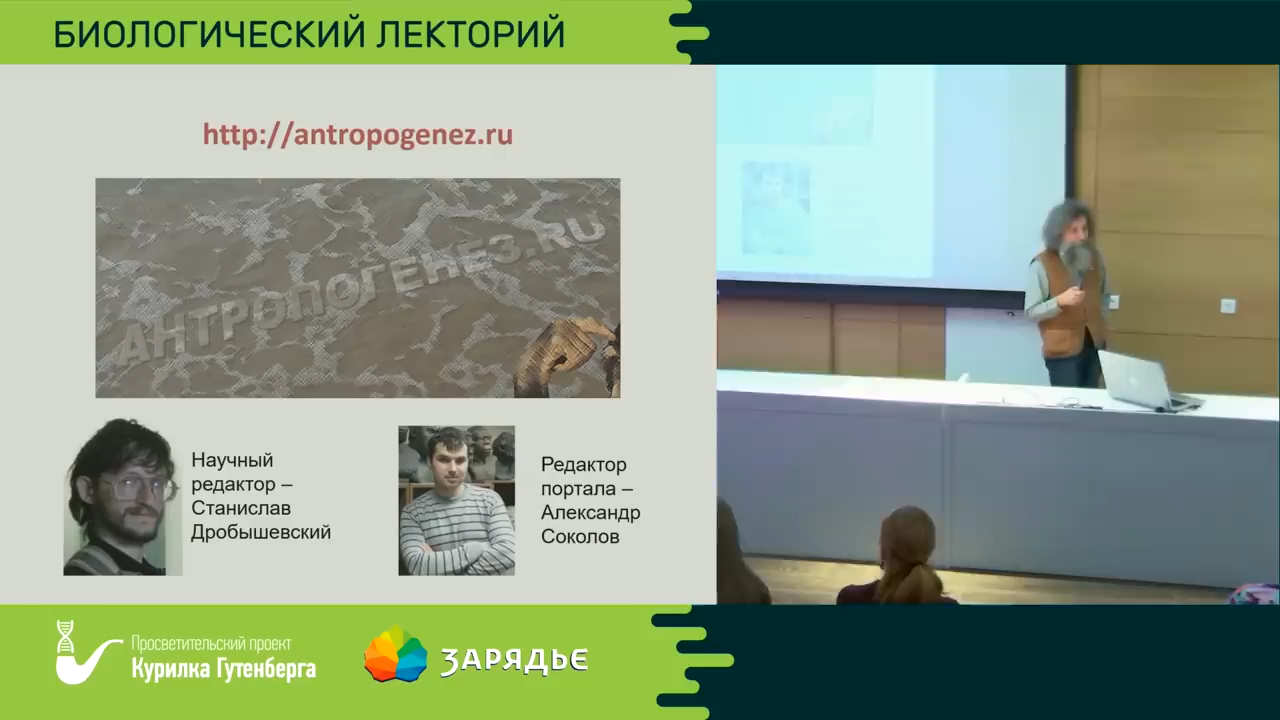 БИОЛОГИЧЕСКИЙ ЛЕКТОРИЙ
http://antropogenez.ru
АНТРОПОГЕНЕЗ.RU
Научный
редактор –
Станислав
Дробышевский
Редактор
портала –
Александр
Соколов
Просветительский проект
Курилка Гутенберга
ЗАРЯДЬЕ